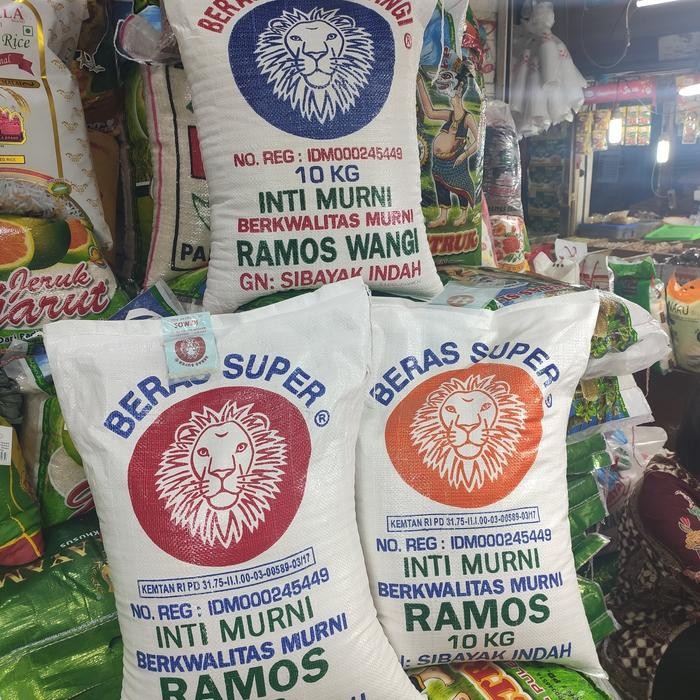 BERAS WANGI ®
NO. REG : IDM000245449
10 KG
INTI MURNI
BERKWALITAS MURNI
RAMOS WANGI
GN: SIBAYAK INDAH
Rice
Jeruk
Garut
TRUK
BERAS SUPER ®
KEMTAN RI PD 31.75-II.I.00-03-00589-03/17
NO. REG : IDM000245449
INTI MURNI
BERKWALITAS MURNI
RAMOS
BERAS SUPER
KEMTAN RI PD 31.75-II.I.00-03-00589-03/17
NO. REG : IDM000245449
INTI MURNI
BERKWALITAS MURNI
RAMOS
10 KG
SIBAYAK INDAH